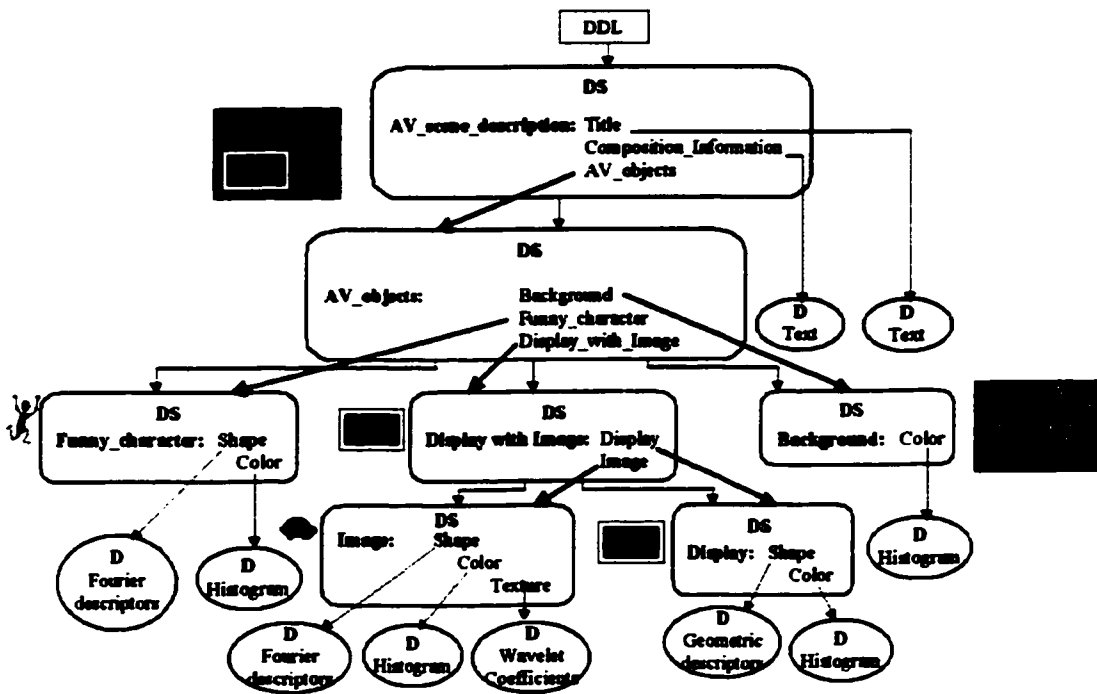 DDL
DS
AV_scene_description: Title
Composition_Information
AV_objects
DS
AV_objects: Background
Funny_character
Display_with_Image
D
Text
D
Text
DS
Funny_character: Shape
Color
DS
Display with Image: Display
Image
DS
Background: Color
DS
Image: Shape
Color
Texture
DS
Display: Shape
Color
D
Histogram
D
Fourier
descriptors
D
Histogram
D
Fourier
descriptors
D
Histogram
D
Wavelet
Coefficients
D
Geometric
descriptors
D
Histogram